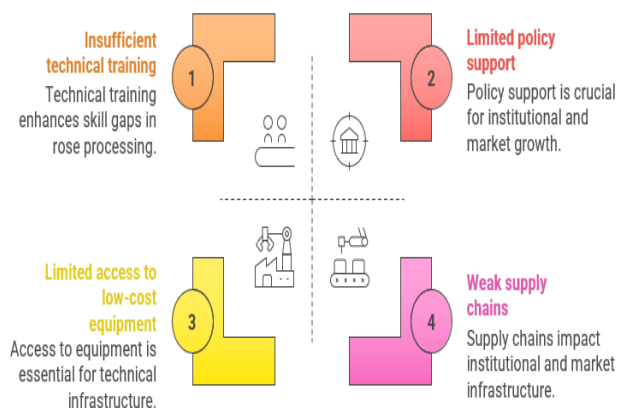 Insufficient
technical training
Technical training
enhances skill gaps in
rose processing.
1
Limited policy
support
Policy support is crucial
for institutional and
market growth.
2
Limited access to
low-cost
equipment
Access to equipment is
essential for technical
infrastructure.
3
Weak supply
chains
Supply chains impact
institutional and market
infrastructure.
4